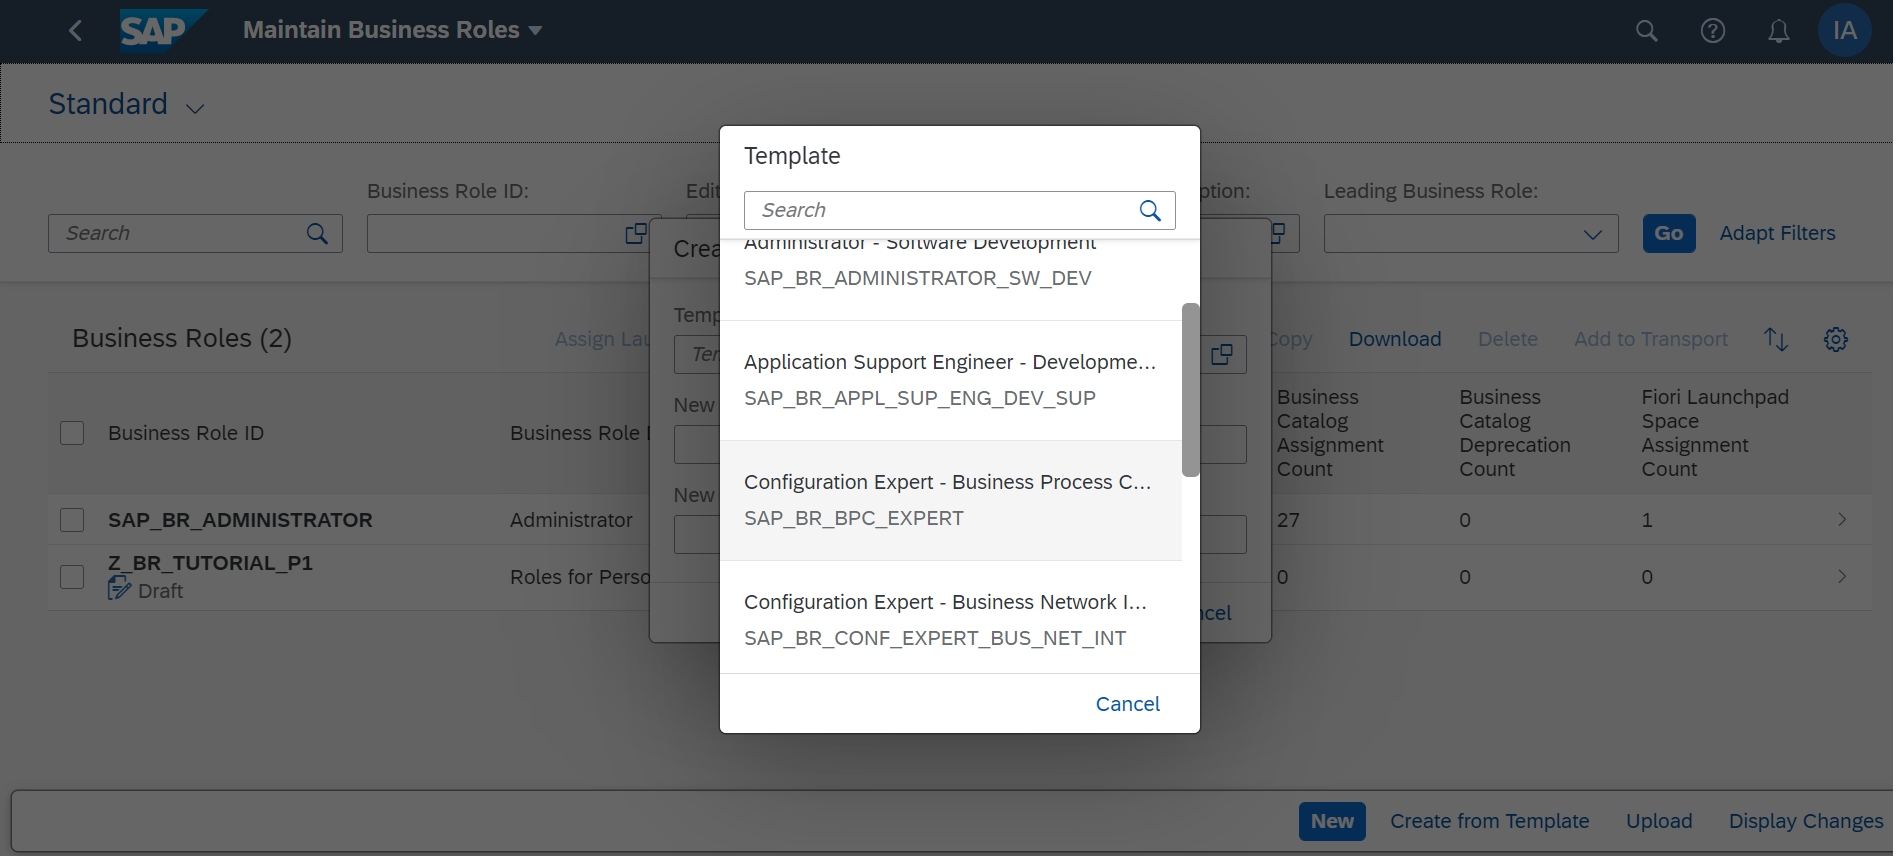 SAP
Maintain Business Roles
IA
Standard
Business Role ID:
Edit
ption:
Leading Business Role:
Search
Go
Adapt Filters
Template
Search
Administrator - Software Development
SAP_BR_ADMINISTRATOR_SW_DEV
Application Support Engineer - Developme...
SAP_BR_APPL_SUP_ENG_DEV_SUP
Configuration Expert - Business Process C...
SAP_BR_BPC_EXPERT
Configuration Expert - Business Network I...
SAP_BR_CONF_EXPERT_BUS_NET_INT
Cancel
Crea
Temp
Tem
New
New
ncel
Business Roles (2)
Assign Lau
Copy
Download
Delete
Add to Transport
Business Role ID
Business Role
Business
Catalog
Assignment
Count
Business
Catalog
Deprecation
Count
Fiori Launchpad
Space
Assignment
Count
SAP_BR_ADMINISTRATOR
Administrator
27
0
1
Z_BR_TUTORIAL_P1
Draft
Roles for Perso
0
0
0
New
Create from Template
Upload
Display Changes